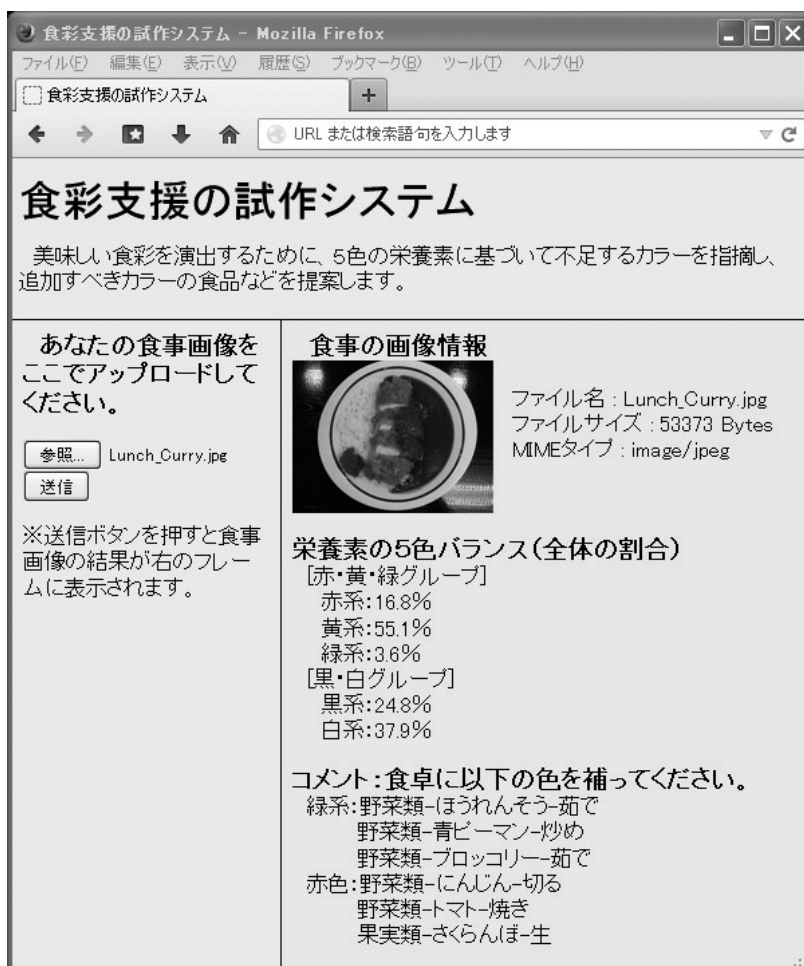 食彩支援の試作システム - Mozilla Firefox
ファイル(F) 編集(E) 表示(V) 履歴(S) ブックマーク(B) ツール(T) ヘルプ(H)
食彩支援の試作システム +
URL または検索語句を入力します
食彩支援の試作システム
美味しい食彩を演出するために、5色の栄養素に基づいて不足するカラーを指摘し、
追加すべきカラーの食品などを提案します。
あなたの食事画像を
ここでアップロードして
ください。
参照... Lunch_Curry.jpg
送信
※送信ボタンを押すと食事
画像の結果が右のフレー
ムに表示されます。
食事の画像情報
ファイル名 : Lunch_Curry.jpg
ファイルサイズ : 53373 Bytes
MIMEタイプ : image/jpeg
栄養素の5色バランス(全体の割合)
[赤・黄・緑グループ]
赤系:16.8%
黄系:55.1%
緑系:3.6%
[黒・白グループ]
黒系:24.8%
白系:37.9%
コメント:食卓に以下の色を補ってください。
緑系:野菜類-ほうれんそう-茹で
野菜類-青ピーマン-炒め
野菜類-ブロッコリー-茹で
赤色:野菜類-にんじん-切る
野菜類-トマト-焼き
果実類-さくらんぼ-生